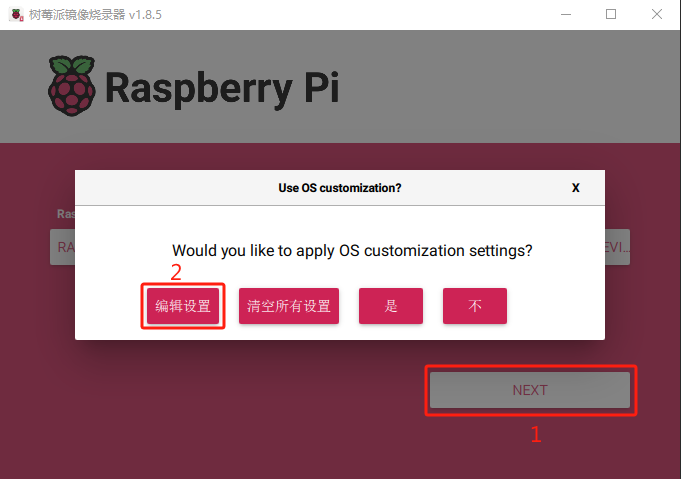 树莓派镜像烧录器 v1.8.5
Raspberry Pi
Use OS customization?
X
Ras
RA
EVI...
Would you like to apply OS customization settings?
2
编辑设置
清空所有设置
是
不
NEXT
1